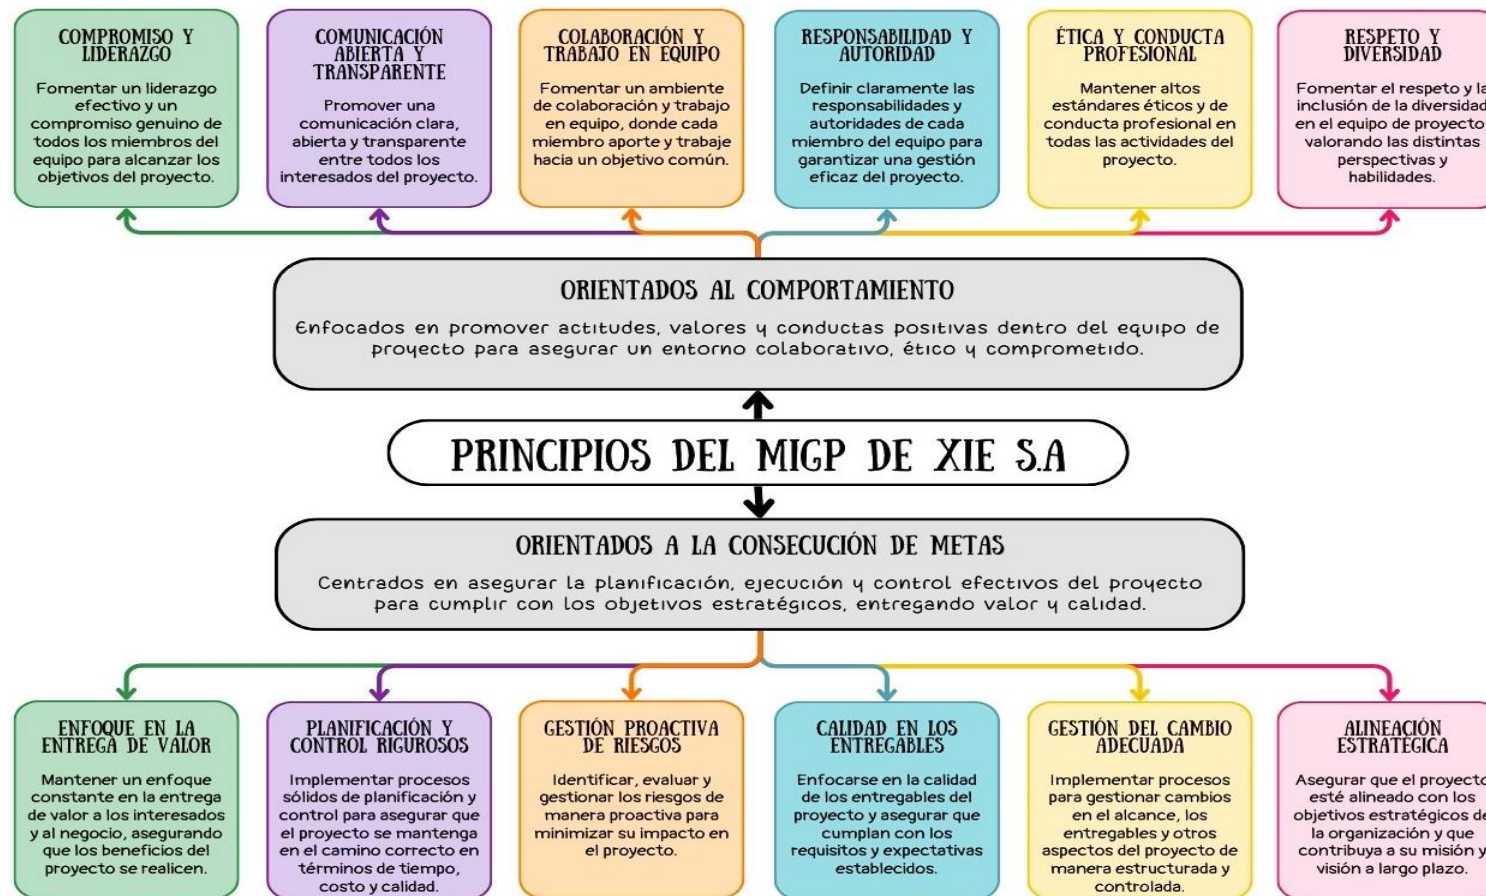 COMPROMISO Y
LIDERAZGO
Fomentar un liderazgo
efectivo y un
compromiso genuino de
todos los miembros del
equipo para alcanzar los
objetivos del proyecto.
COMUNICACIÓN
ABIERTA Y
TRANSPARENTE
Promover una
comunicación clara,
abierta y transparente
entre todos los
interesados del proyecto.
COLABORACIÓN Y
TRABAJO EN EQUIPO
Fomentar un ambiente
de colaboración y trabajo
en equipo, donde cada
miembro aporte y trabaje
hacia un objetivo común.
RESPONSABILIDAD Y
AUTORIDAD
Definir claramente las
responsabilidades y
autoridades de cada
miembro del equipo para
garantizar una gestión
eficaz del proyecto.
ÉTICA Y CONDUCTA
PROFESIONAL
Mantener altos
estándares éticos y de
conducta profesional en
todas las actividades del
proyecto.
RESPETO Y
DIVERSIDAD
Fomentar el respeto y la
inclusión de la diversidad
en el equipo de proyecto
valorando las distintas
perspectivas y
habilidades.
ORIENTADOS AL COMPORTAMIENTO
Enfocados en promover actitudes, valores y conductas positivas dentro del equipo de
proyecto para asegurar un entorno colaborativo, ético y comprometido.
PRINCIPIOS DEL MIGP DE XIE S.A
ORIENTADOS A LA CONSECUCIÓN DE METAS
Centrados en asegurar la planificación, ejecución y control efectivos del proyecto
para cumplir con los objetivos estratégicos, entregando valor y calidad.
ENFOQUE EN LA
ENTREGA DE VALOR
Mantener un enfoque
constante en la entrega
de valor a los interesados
y al negocio, asegurando
que los beneficios del
proyecto se realicen.
PLANIFICACIÓN Y
CONTROL RIGUROSOS
Implementar procesos
sólidos de planificación y
control para asegurar que
el proyecto se mantenga
en el camino correcto en
términos de tiempo,
costo y calidad.
GESTIÓN PROACTIVA
DE RIESGOS
Identificar, evaluar y
gestionar los riesgos de
manera proactiva para
minimizar su impacto en
el proyecto.
CALIDAD EN LOS
ENTREGABLES
Enfocarse en la calidad
de los entregables del
proyecto y asegurar que
cumplan con los
requisitos y expectativas
establecidos.
GESTIÓN DEL CAMBIO
ADECUADA
Implementar procesos
para gestionar cambios
en el alcance, los
entregables y otros
aspectos del proyecto de
manera estructurada y
controlada.
ALINEACIÓN
ESTRATÉGICA
Asegurar que el proyecto
esté alineado con los
objetivos estratégicos de
la organización y que
contribuya a su misión y
visión a largo plazo.